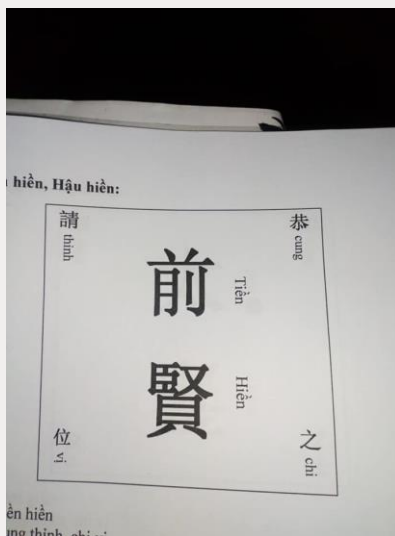 hiền, Hậu hiền:
請 恭
thỉnh cung
前
Tiền
賢
Hiền
位 之
vị chi
ền hiền